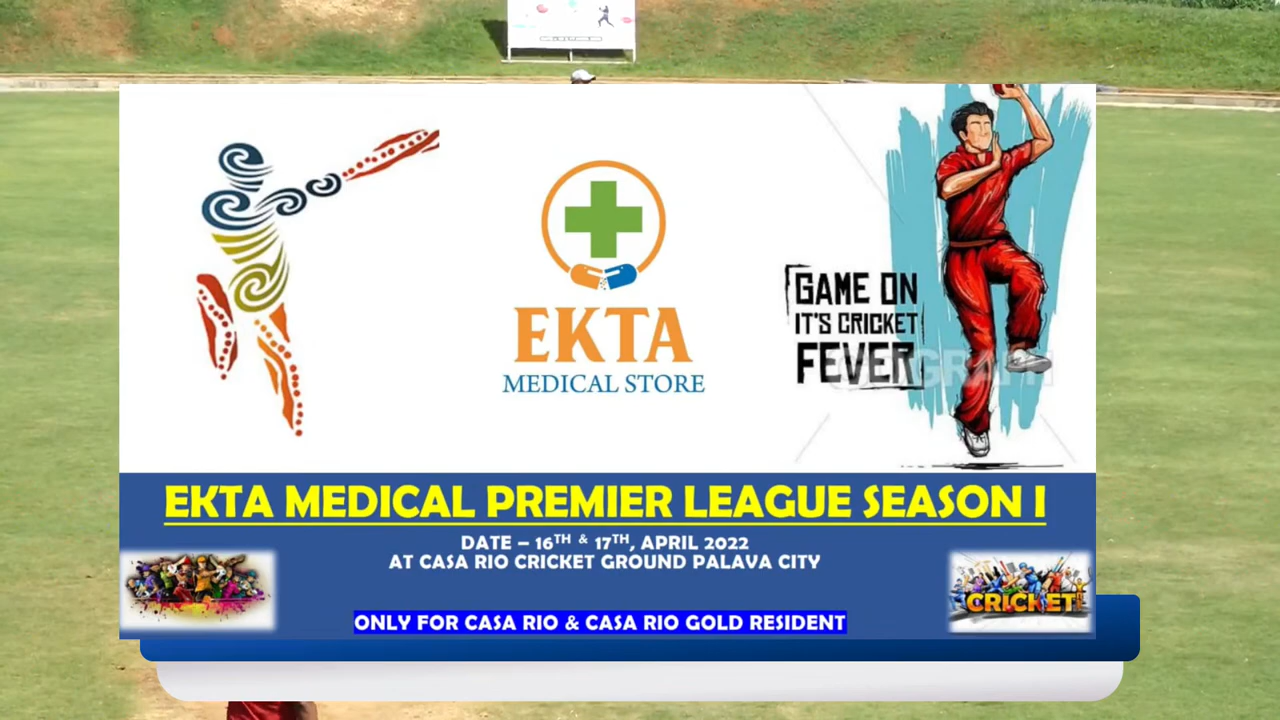 EKTA
MEDICAL STORE
GAME ON
IT'S CRICKET
FEVER
EKTA MEDICAL PREMIER LEAGUE SEASON I
DATE – 16TH & 17TH, APRIL 2022
AT CASA RIO CRICKET GROUND PALAVA CITY
CRICKET
ONLY FOR CASA RIO & CASA RIO GOLD RESIDENT